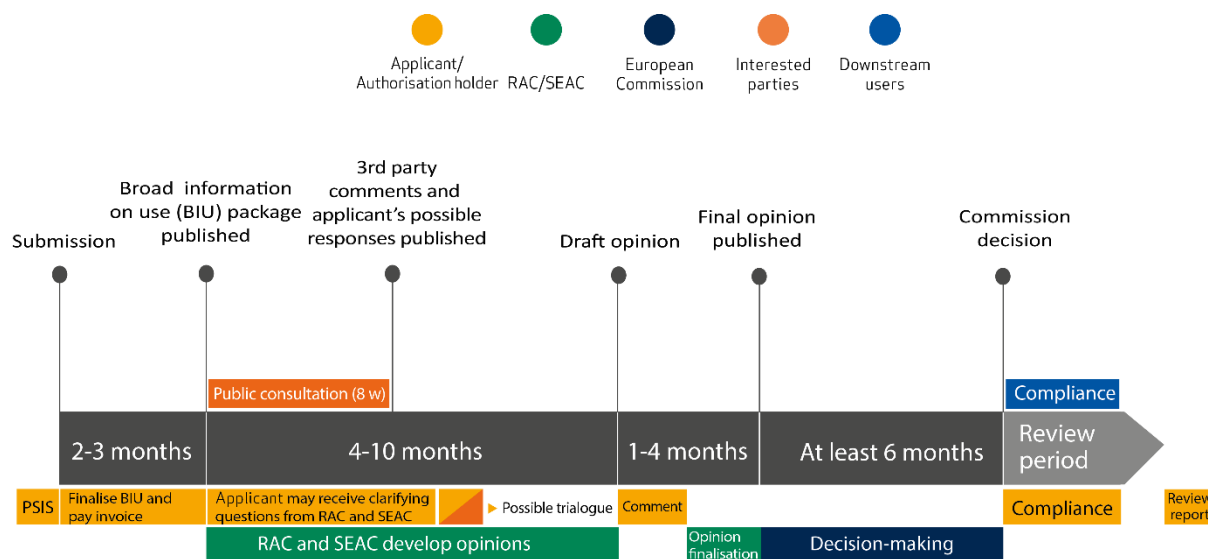 Applicant/
Authorisation holder
RAC/SEAC
European
Commission
Interested
parties
Downstream
users
Submission
Broad information
on use (BIU) package
published
3rd party
comments and
applicant's possible
responses published
Draft opinion
Final opinion
published
Commission
decision
Public consultation (8 w)
Compliance
2-3 months
4-10 months
1-4 months
At least 6 months
Review
period
PSIS
Finalise BIU and
pay invoice
Applicant may receive clarifying
questions from RAC and SEAC
Possible trialogue
Comment
Compliance
Review
report
RAC and SEAC develop opinions
Opinion
finalisation
Decision-making